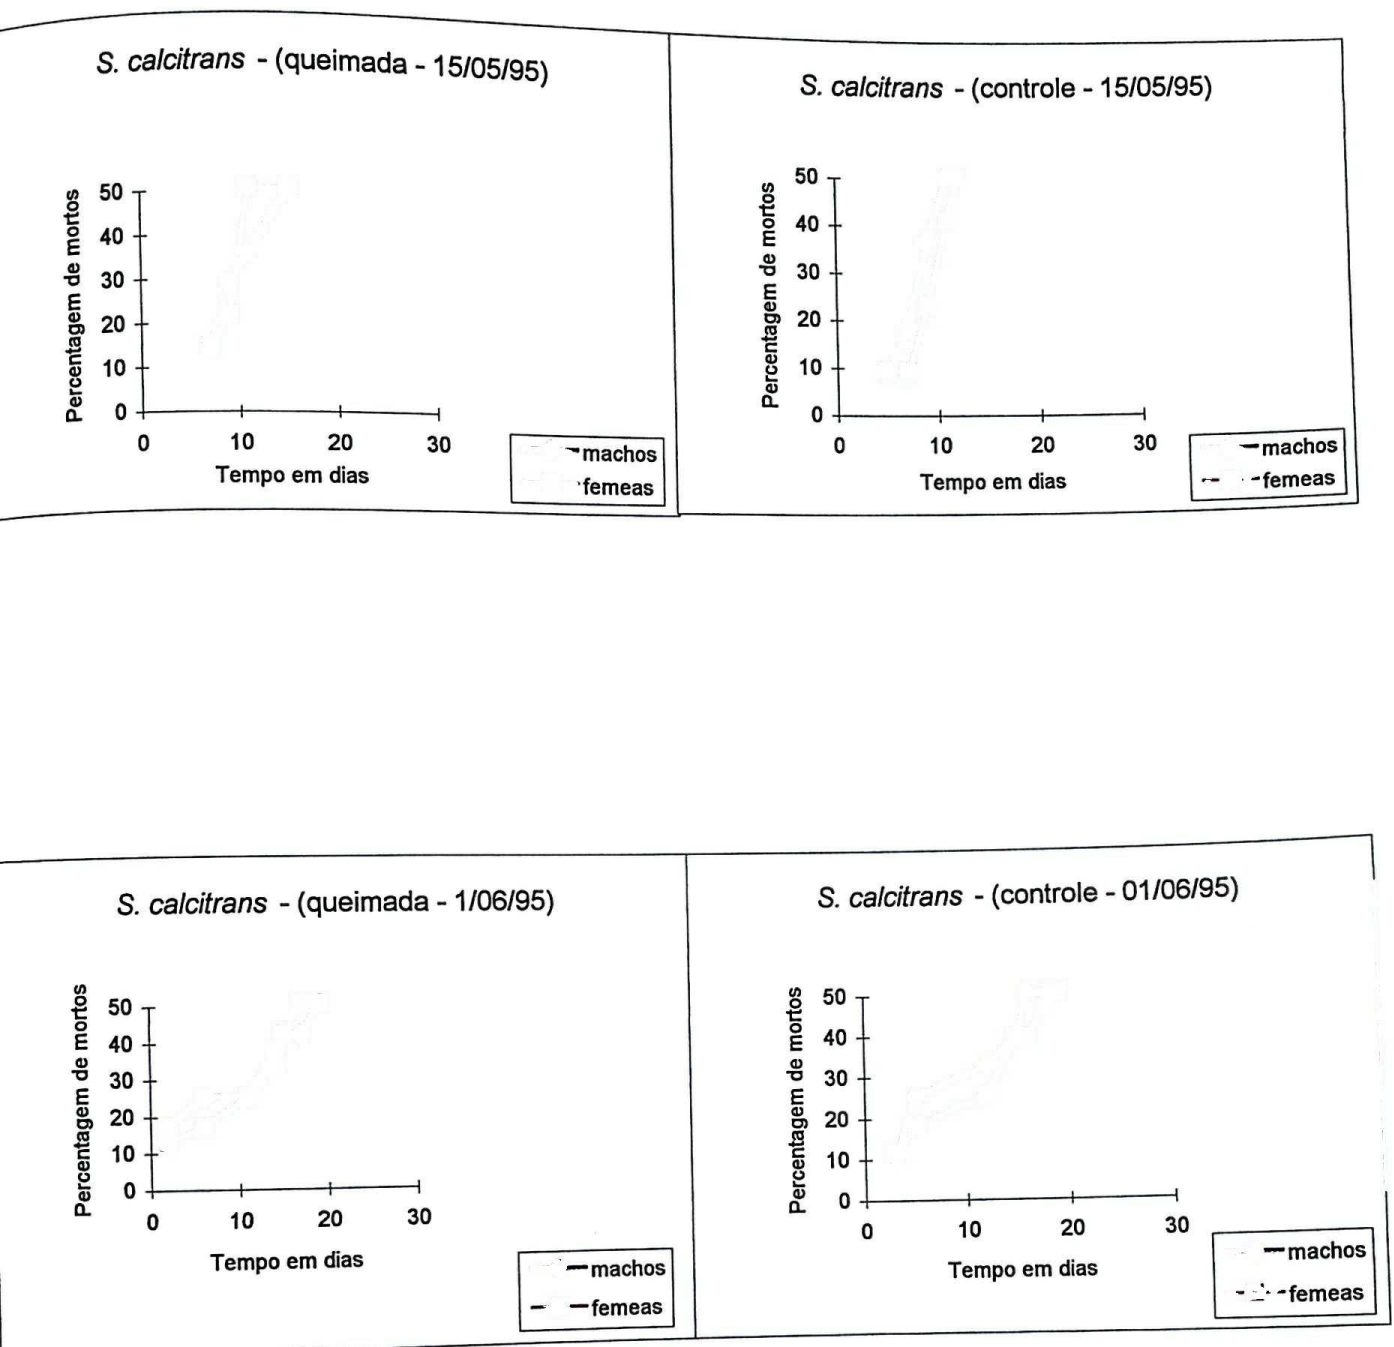 S. calcitrans - (queimada - 15/05/95)
Percentagem de mortos
50
40
30
20
10
0
0 10 20 30
Tempo em dias
machos
femeas
S. calcitrans - (controle - 15/05/95)
Percentagem de mortos
50
40
30
20
10
0
0 10 20 30
Tempo em dias
machos
femeas
S. calcitrans - (queimada - 1/06/95)
Percentagem de mortos
50
40
30
20
10
0
0 10 20 30
Tempo em dias
machos
femeas
S. calcitrans - (controle - 01/06/95)
Percentagem de mortos
50
40
30
20
10
0
0 10 20 30
Tempo em dias
machos
femeas